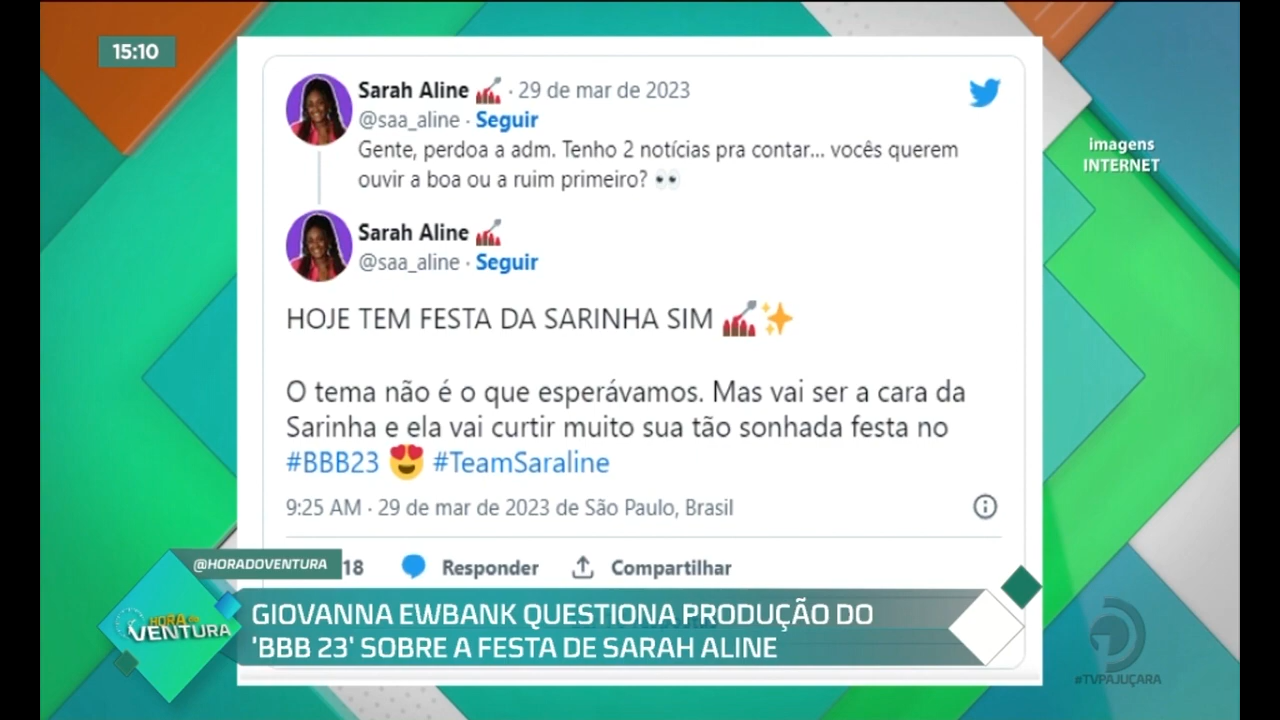 15:10
Sarah Aline 💅🏿 · 29 de mar de 2023
@saa_aline · Seguir
Gente, perdoa a adm. Tenho 2 notícias pra contar... vocês querem
ouvir a boa ou a ruim primeiro? 👀
imagens
INTERNET
Sarah Aline 💅🏿
@saa_aline · Seguir
HOJE TEM FESTA DA SARINHA SIM 💅🏿✨
O tema não é o que esperávamos. Mas vai ser a cara da
Sarinha e ela vai curtir muito sua tão sonhada festa no
#BBB23 😍 #TeamSaraline
9:25 AM · 29 de mar de 2023 de São Paulo, Brasil
18 Responder Compartilhar
@HORADOVENTURA
HORA DO
VENTURA
GIOVANNA EWBANK QUESTIONA PRODUÇÃO DO
'BBB 23' SOBRE A FESTA DE SARAH ALINE
#TVPAJUÇARA